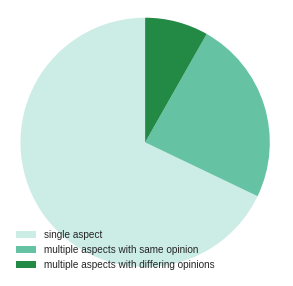 single aspect
multiple aspects with same opinion
multiple aspects with differing opinions